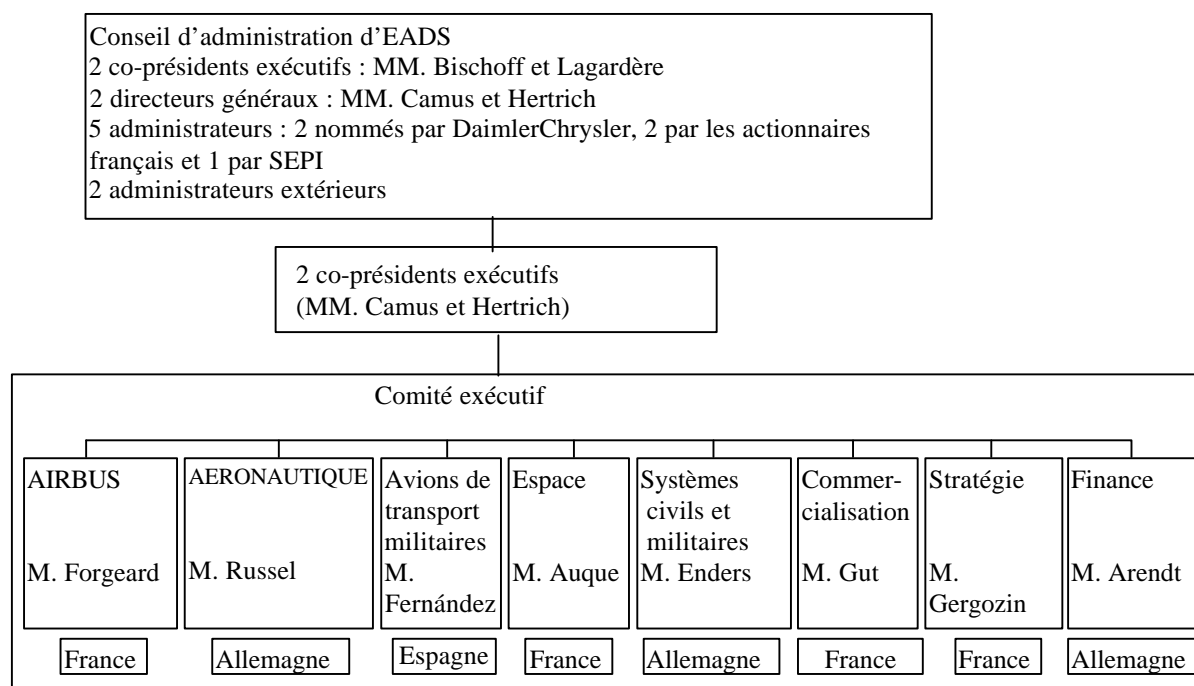 Conseil d’administration d’EADS
2 co-présidents exécutifs : MM. Bischoff et Lagardère
2 directeurs généraux : MM. Camus et Hertrich
5 administrateurs : 2 nommés par DaimlerChrysler, 2 par les actionnaires
français et 1 par SEPI
2 administrateurs extérieurs
2 co-présidents exécutifs
(MM. Camus et Hertrich)
Comité exécutif
AIRBUS
M. Forgeard
France
AERONAUTIQUE
M. Russel
Allemagne
Avions de
transport
militaires
M.
Fernández
Espagne
Espace
M. Auque
France
Systèmes
civils et
militaires
M. Enders
Allemagne
Commer-
cialisation
M. Gut
France
Stratégie
M.
Gergozin
France
Finance
M. Arendt
Allemagne